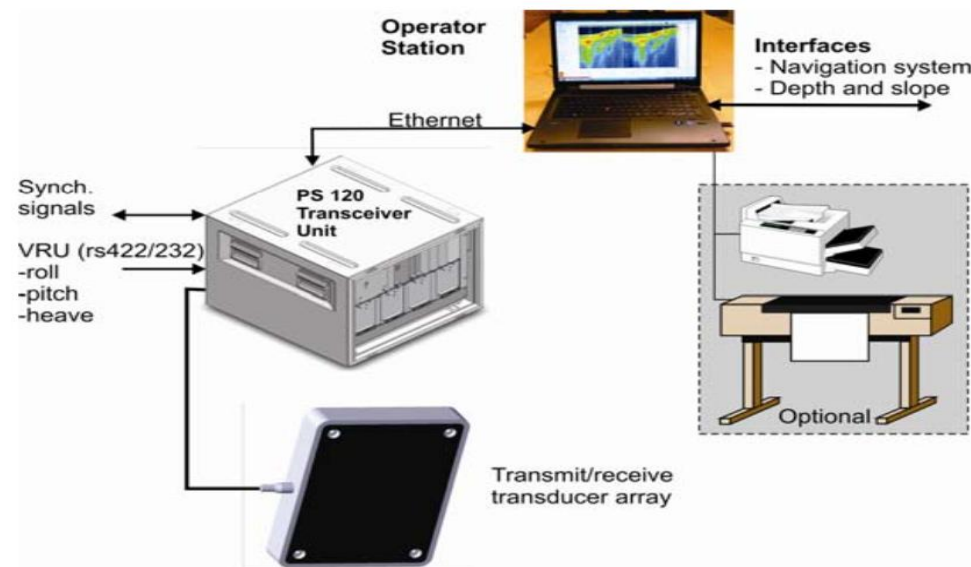 Operator
Station
Interfaces
- Navigation system
- Depth and slope
Ethernet
PS 120
Transceiver
Unit
Synch.
signals
VRU (rs422/232)
-roll
-pitch
-heave
Optional
Transmit/receive
transducer array